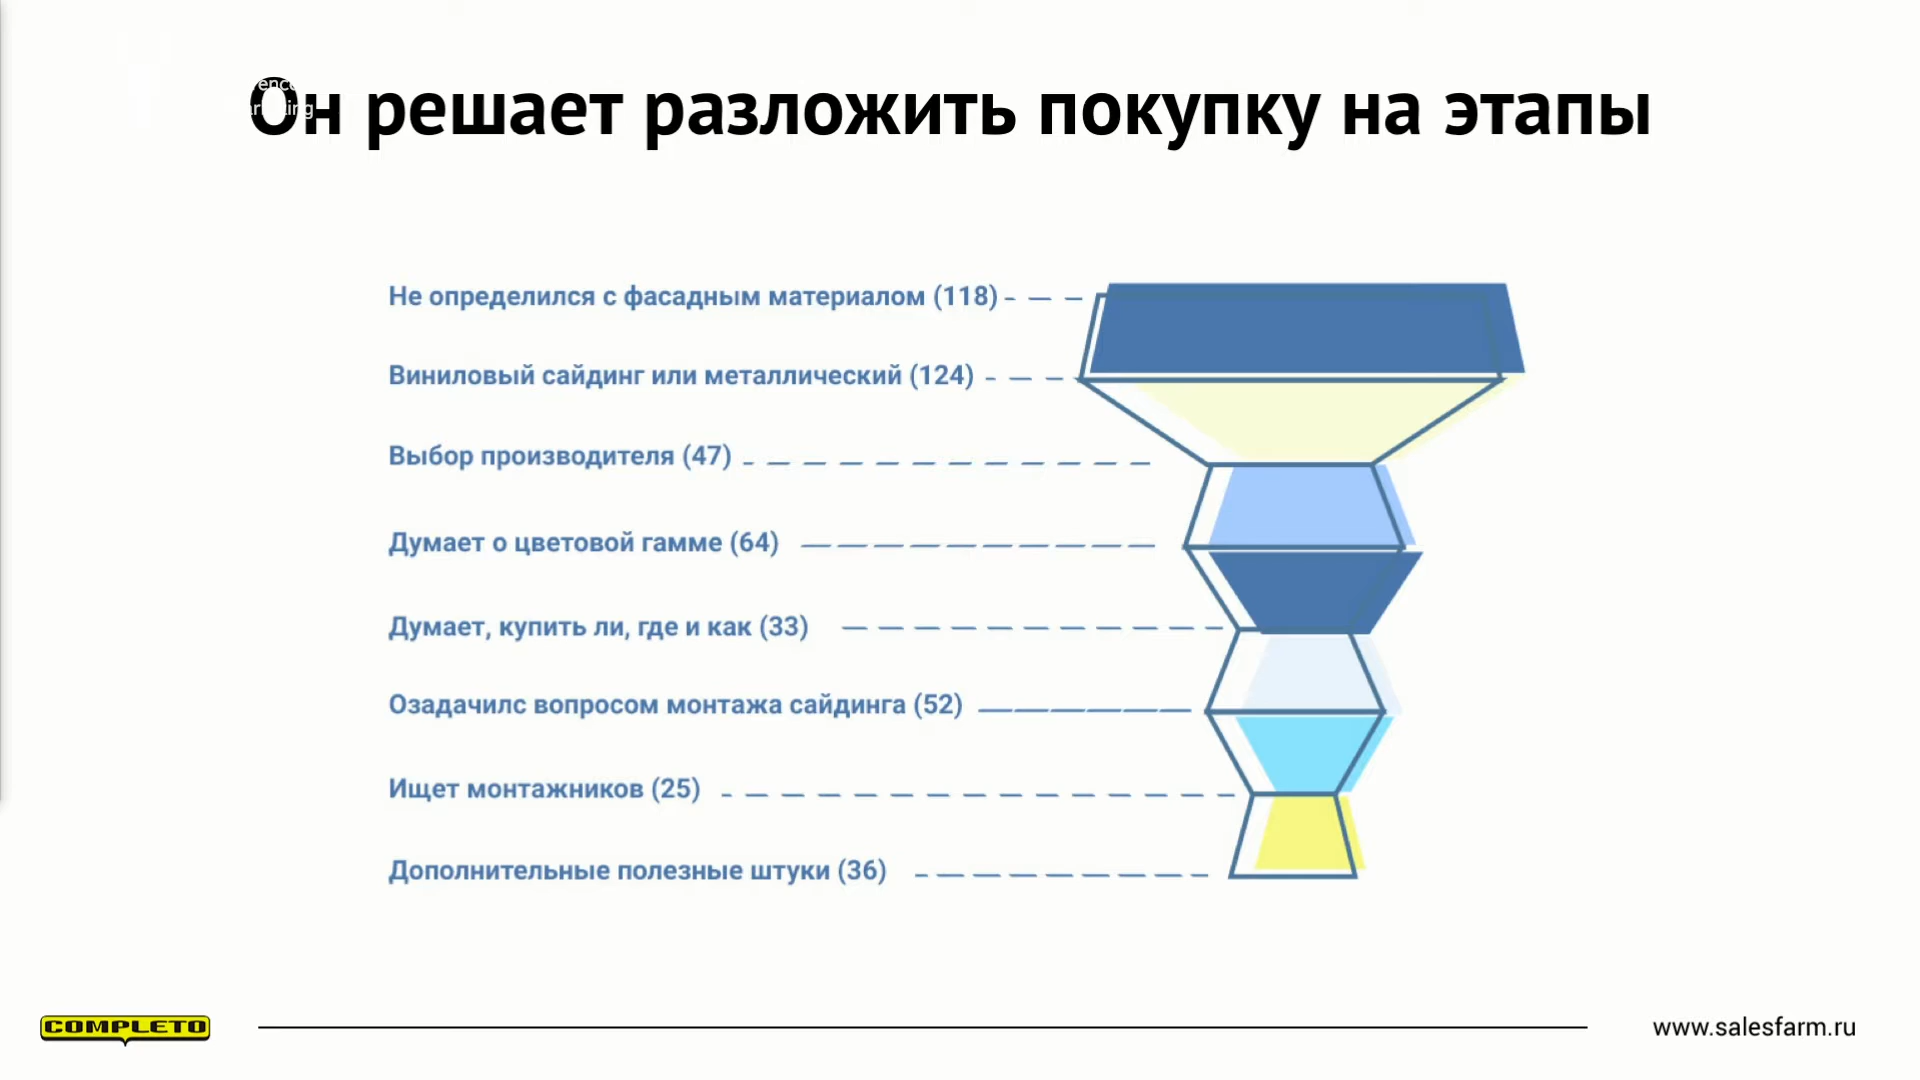 Он решает разложить покупку на этапы
Не определился с фасадным материалом (118)
Виниловый сайдинг или металлический (124)
Выбор производителя (47)
Думает о цветовой гамме (64)
Думает, купить ли, где и как (33)
Озадачилс вопросом монтажа сайдинга (52)
Ищет монтажников (25)
Дополнительные полезные штуки (36)
COMPLETO
www.salesfarm.ru